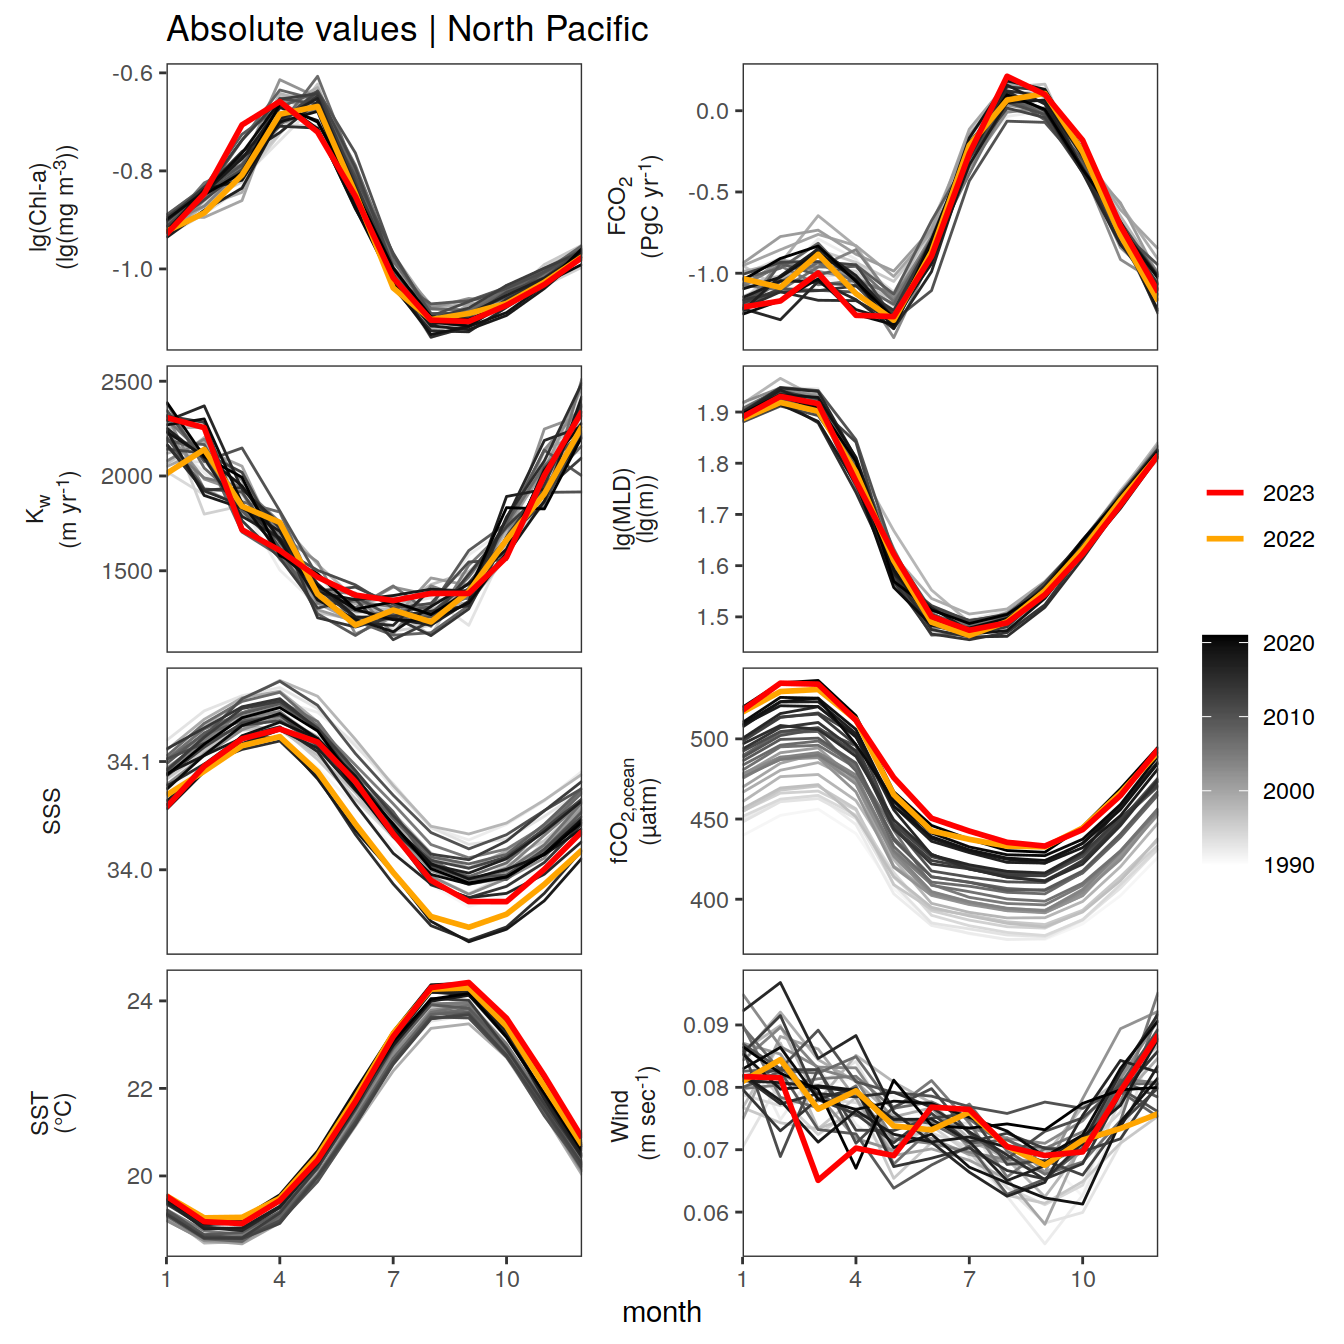 Absolute values | North Pacific
lg(Chl-a)
(lg(mg m⁻³))
-0.6
-0.8
-1.0
FCO₂
(PgC yr⁻¹)
0.0
-0.5
-1.0
K_w
(m yr⁻¹)
2500
2000
1500
lg(MLD)
(lg(m))
1.9
1.8
1.7
1.6
1.5
SSS
34.1
34.0
fCO₂,ocean
(µatm)
500
450
400
SST
(°C)
24
22
20
Wind
(m sec⁻¹)
0.09
0.08
0.07
0.06
1 4 7 10
1 4 7 10
month
2023
2022
2020
2010
2000
1990